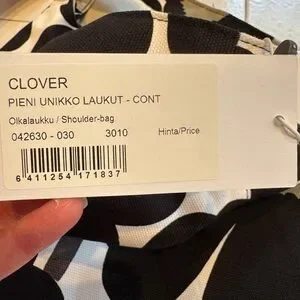 CLOVER
PIENI UNIKKO LAUKUT - CONT
Olkalaukku / Shoulder-bag
042630 - 030 3010 Hinta/Price
6 411254 171837